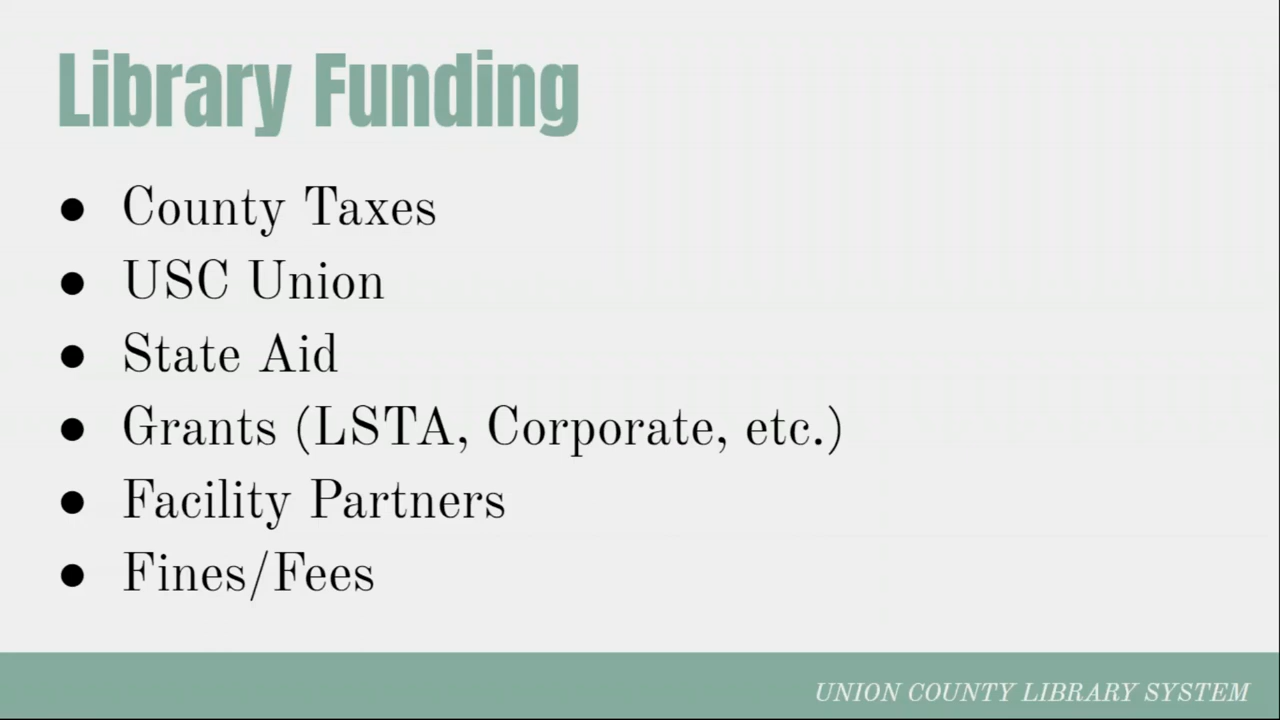 Library Funding
● County Taxes
● USC Union
● State Aid
● Grants (LSTA, Corporate, etc.)
● Facility Partners
● Fines/Fees
UNION COUNTY LIBRARY SYSTEM